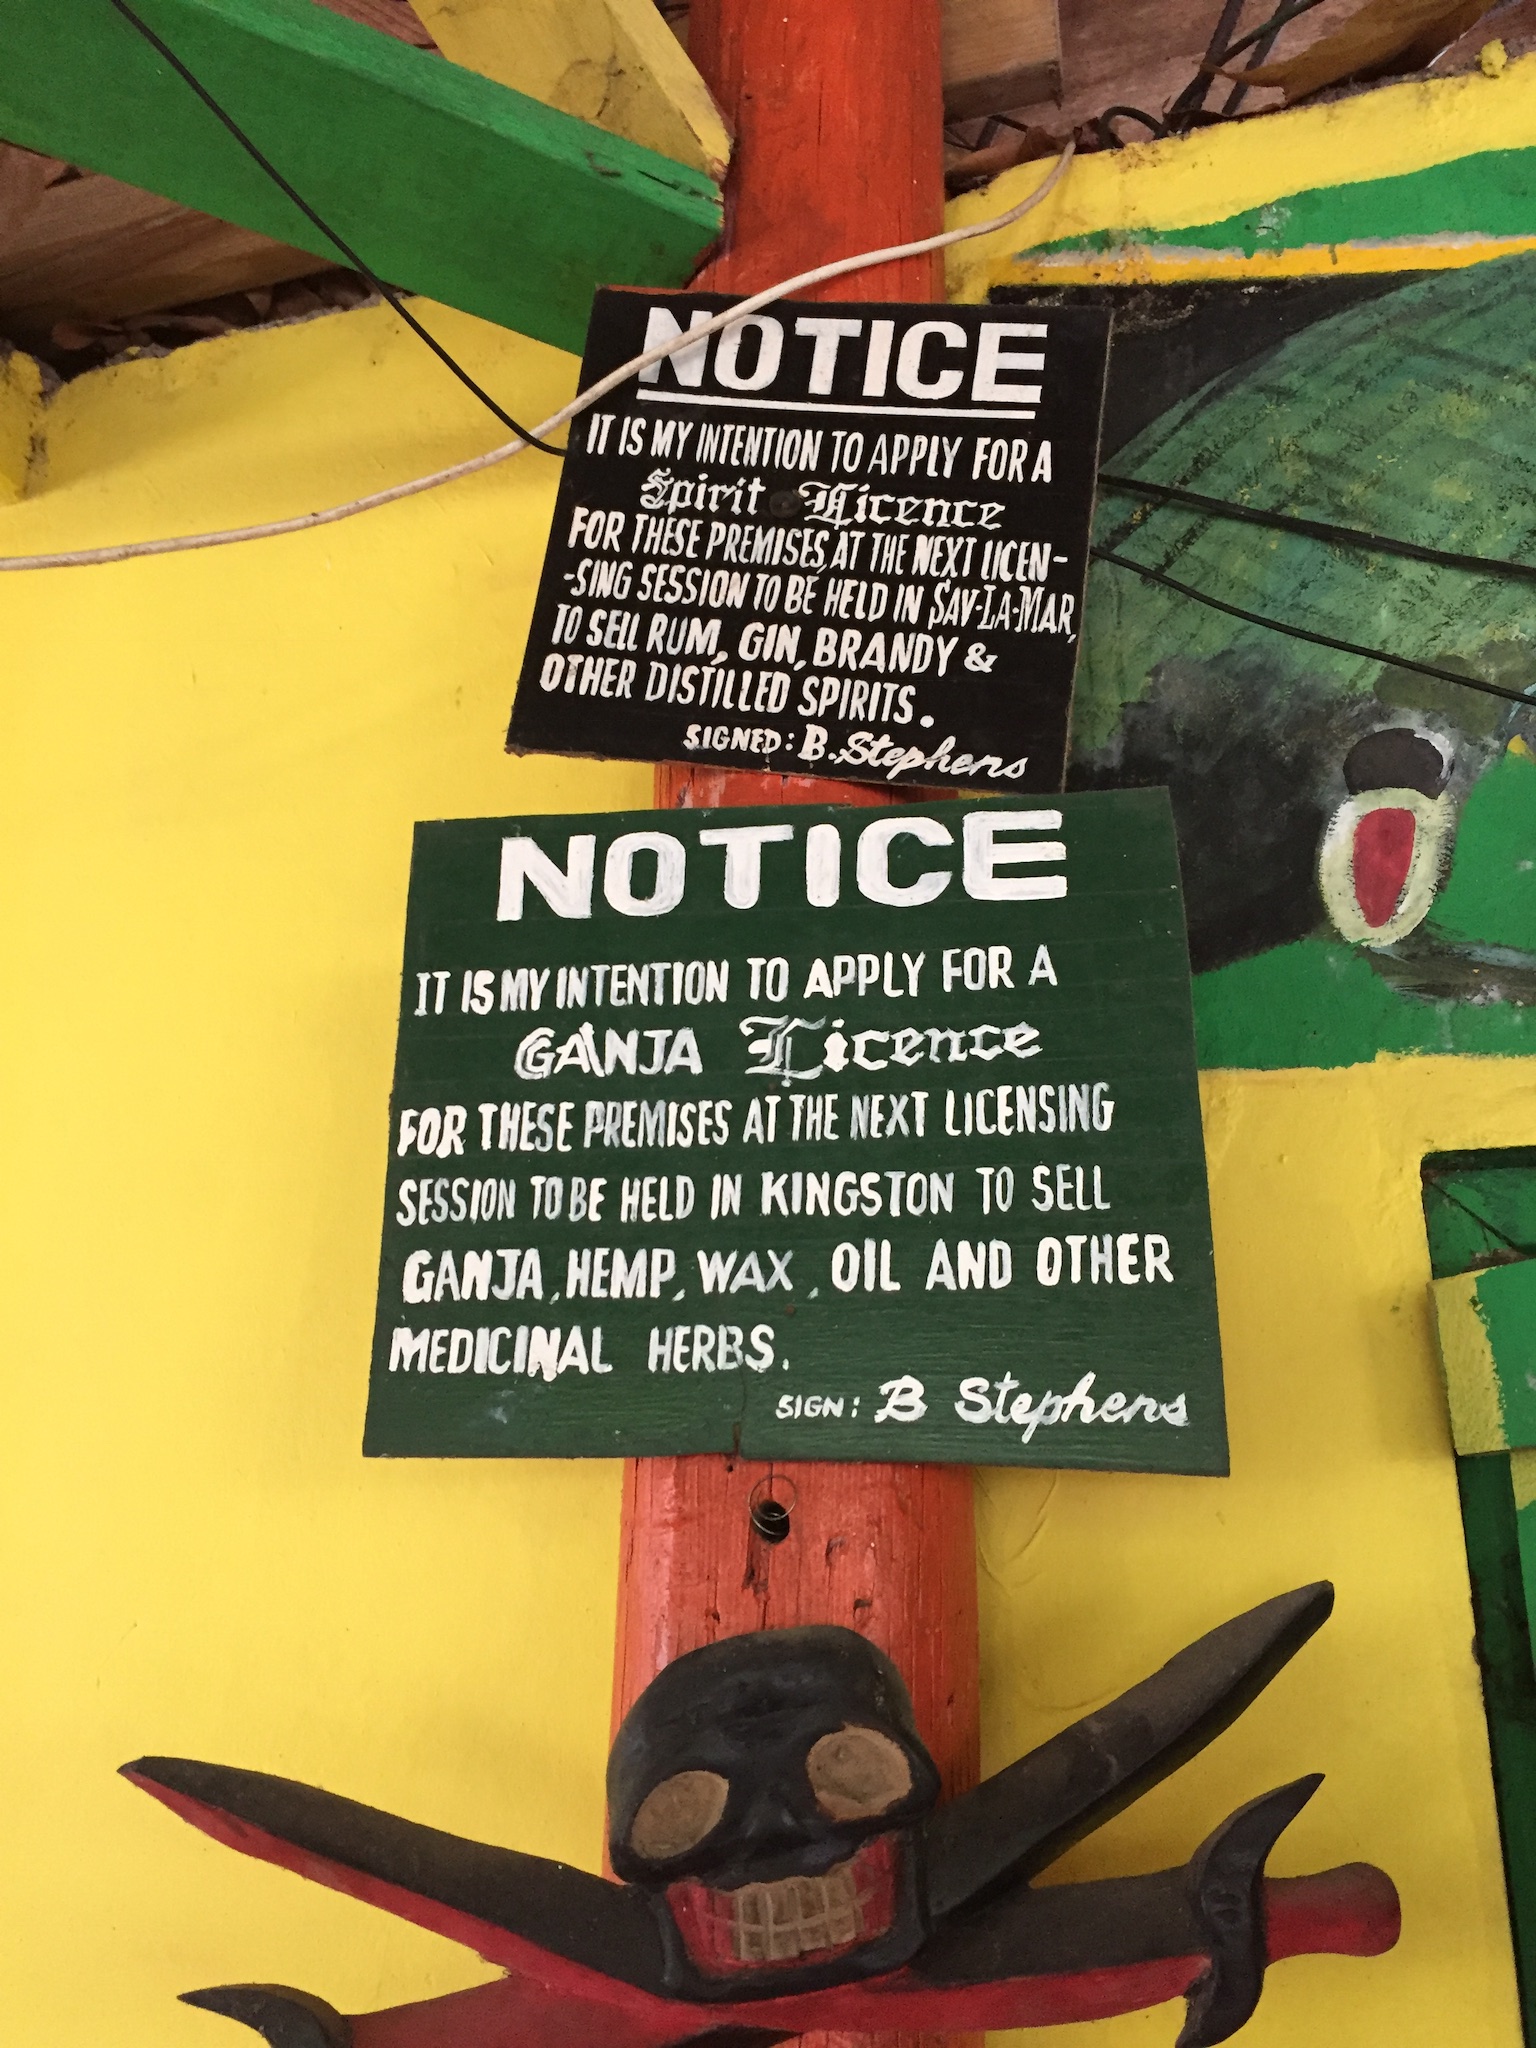 NOTICE
IT IS MY INTENTION TO APPLY FOR A
Spirit Licence
FOR THESE PREMISES, AT THE NEXT LICEN-
-SING SESSION TO BE HELD IN SAV-LA-MAR,
TO SELL RUM, GIN, BRANDY &
OTHER DISTILLED SPIRITS.
SIGNED: B. Stephens
NOTICE
IT IS MY INTENTION TO APPLY FOR A
GANJA Licence
FOR THESE PREMISES AT THE NEXT LICENSING
SESSION TO BE HELD IN KINGSTON TO SELL
GANJA, HEMP, WAX, OIL AND OTHER
MEDICINAL HERBS.
SIGN: B Stephens